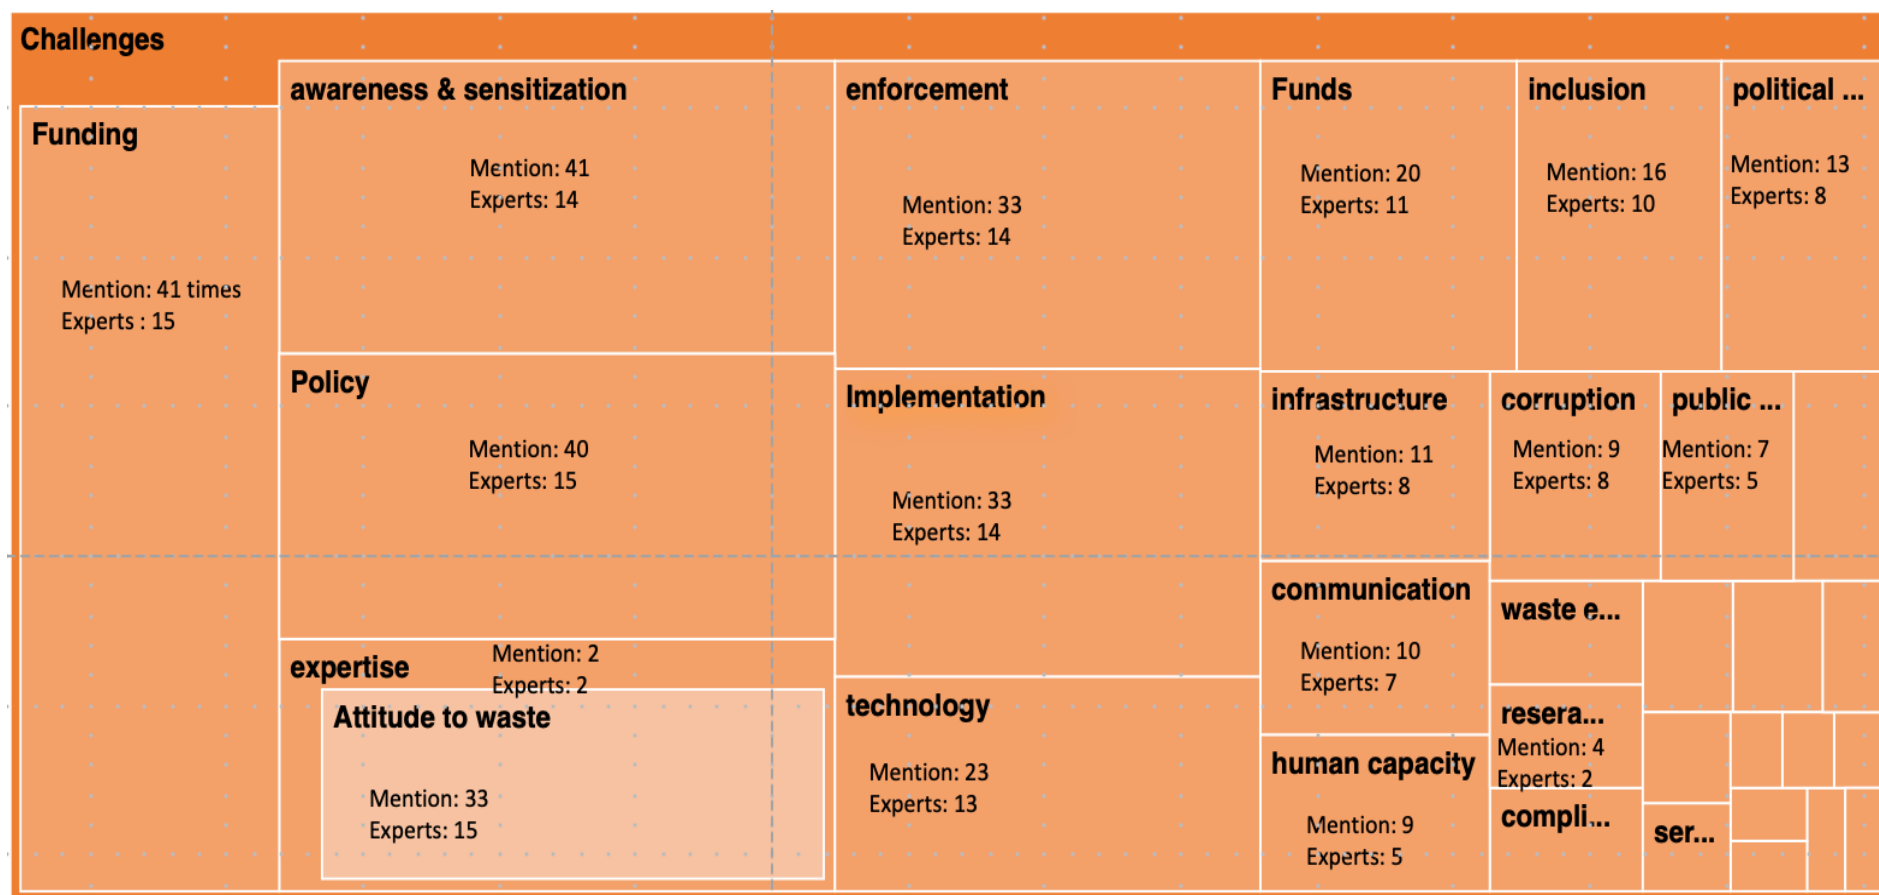 Challenges
Funding
Mention: 41 times
Experts : 15
awareness & sensitization
Mention: 41
Experts: 14
Policy
Mention: 40
Experts: 15
expertise
Mention: 2
Experts: 2
Attitude to waste
Mention: 33
Experts: 15
enforcement
Mention: 33
Experts: 14
Implementation
Mention: 33
Experts: 14
technology
Mention: 23
Experts: 13
Funds
Mention: 20
Experts: 11
inclusion
Mention: 16
Experts: 10
political ...
Mention: 13
Experts: 8
infrastructure
Mention: 11
Experts: 8
corruption
Mention: 9
Experts: 8
public ...
Mention: 7
Experts: 5
communication
Mention: 10
Experts: 7
human capacity
Mention: 9
Experts: 5
waste e...
resera...
Mention: 4
Experts: 2
compli...
ser...